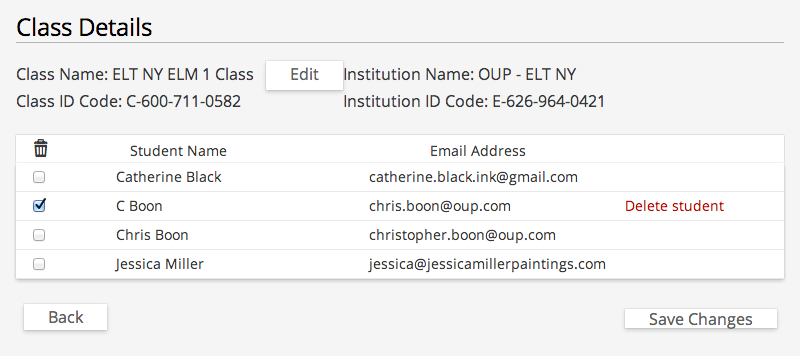 Class Details
Class Name: ELT NY ELM 1 Class Edit Institution Name: OUP - ELT NY
Class ID Code: C-600-711-0582 Institution ID Code: E-626-964-0421
Student Name Email Address
Catherine Black catherine.black.ink@gmail.com
C Boon chris.boon@oup.com Delete student
Chris Boon christopher.boon@oup.com
Jessica Miller jessica@jessicamillerpaintings.com
Back Save Changes